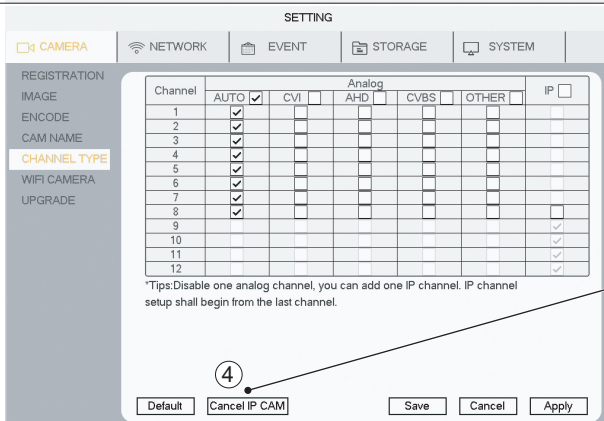 SETTING
CAMERA NETWORK EVENT STORAGE SYSTEM
REGISTRATION
IMAGE
ENCODE
CAM NAME
CHANNEL TYPE
WIFI CAMERA
UPGRADE
Channel Analog IP
AUTO CVI AHD CVBS OTHER
1
2
3
4
5
6
7
8
9
10
11
12
*Tips:Disable one analog channel, you can add one IP channel. IP channel
setup shall begin from the last channel.
4
Default Cancel IP CAM Save Cancel Apply